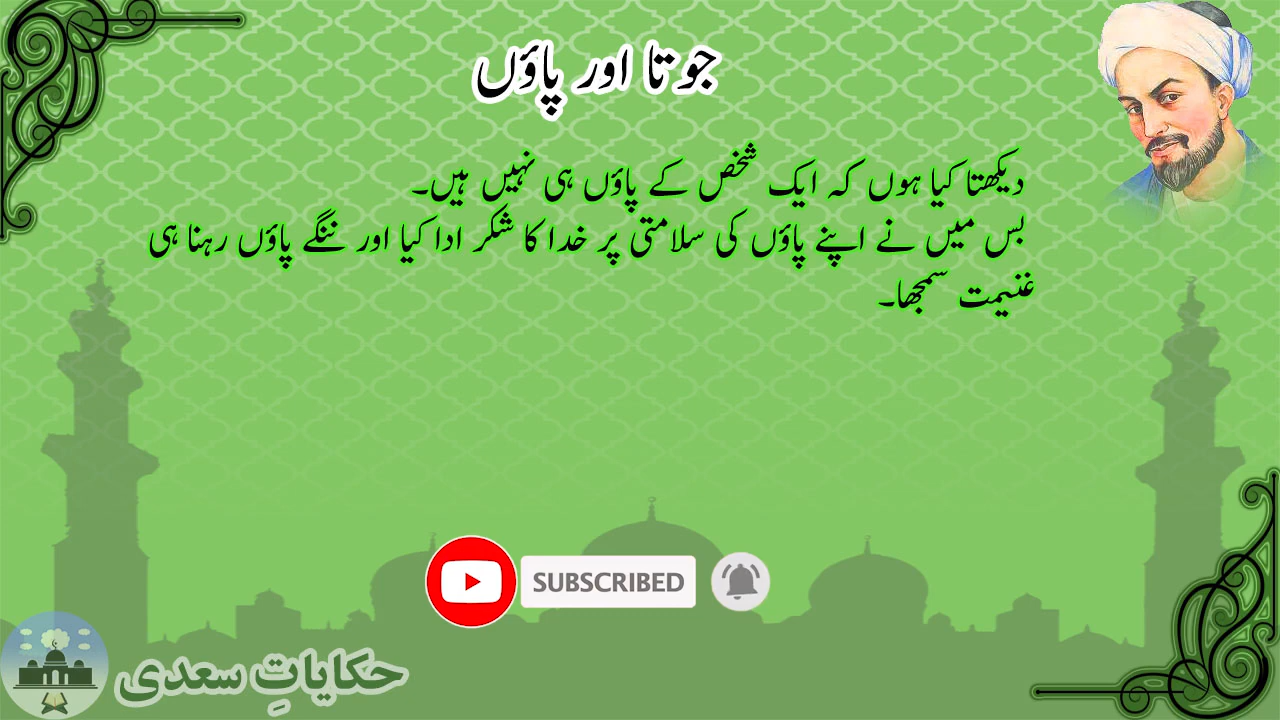 جوتا اور پاؤں
دیکھتا کیا ہوں کہ ایک شخص کے پاؤں ہی نہیں ہیں۔
بس میں نے اپنے پاؤں کی سلامتی پر خدا کا شکر ادا کیا اور ننگے پاؤں رہنا ہی
غنیمت سمجھا۔
SUBSCRIBED
حکایاتِ سعدی